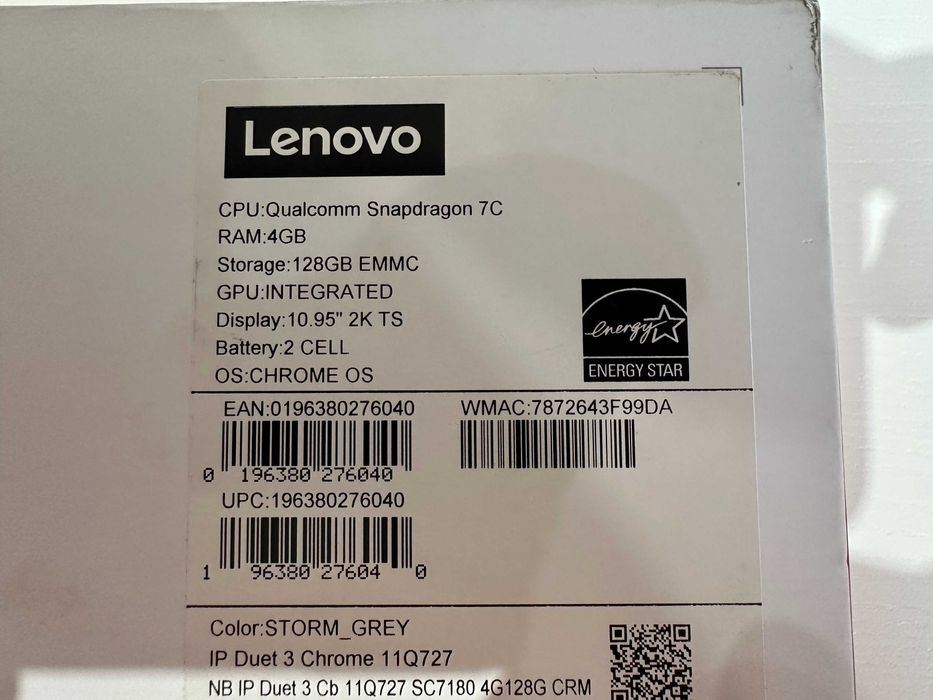 Lenovo
CPU:Qualcomm Snapdragon 7C
RAM:4GB
Storage:128GB EMMC
GPU:INTEGRATED
Display:10.95" 2K TS
Battery:2 CELL
OS:CHROME OS
energy
ENERGY STAR
EAN:0196380276040
0 196380 276040
WMAC:7872643F99DA
UPC:196380276040
1 96380 27604 0
Color:STORM_GREY
IP Duet 3 Chrome 11Q727
NB IP Duet 3 Cb 11Q727 SC7180 4G128G CRM